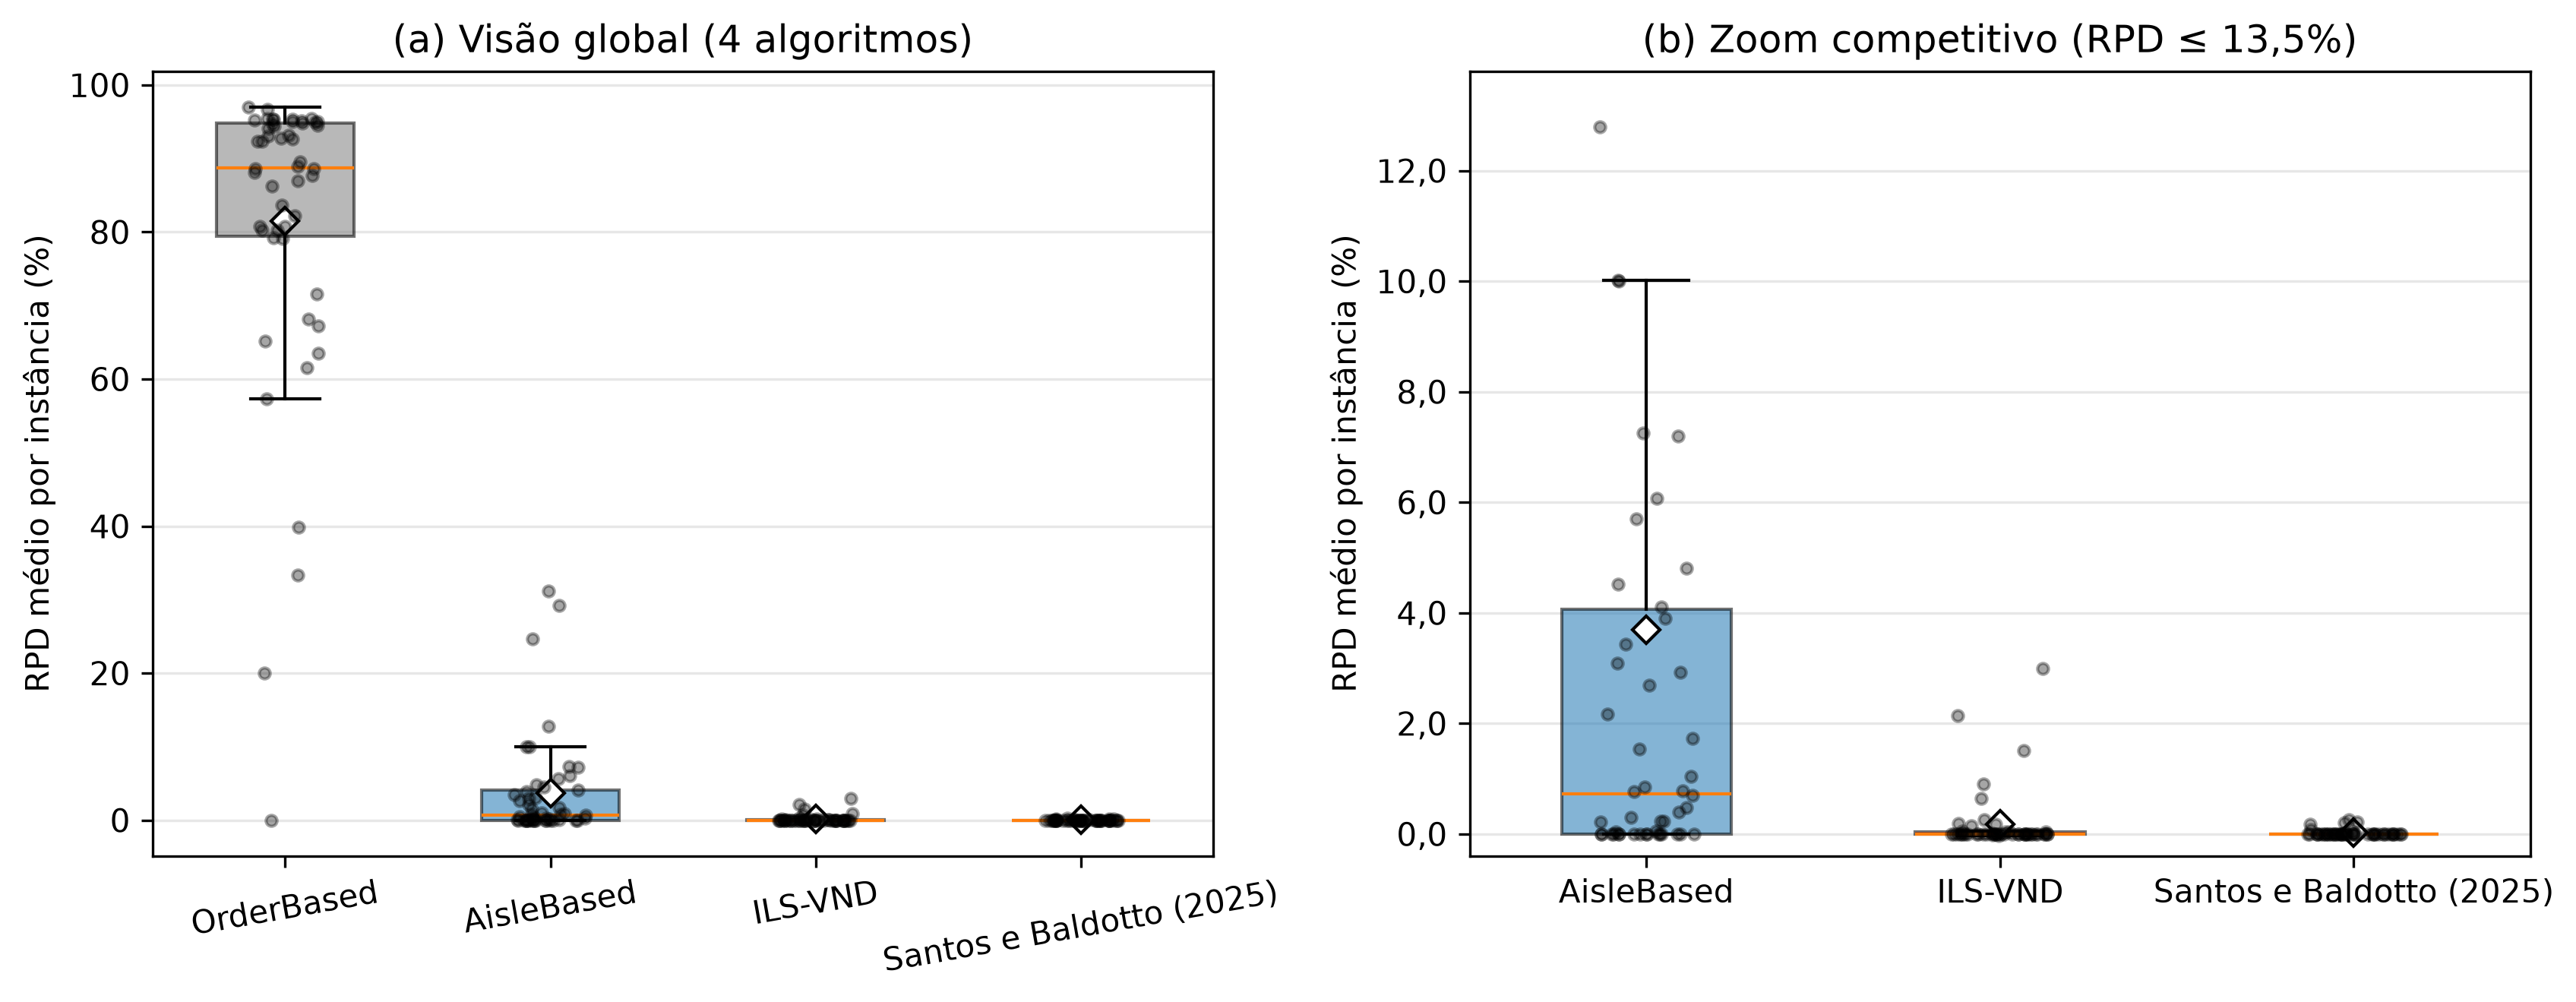 (a) Visão global (4 algoritmos)
RPD médio por instância (%)
100
80
60
40
20
0
OrderBased
AisleBased
ILS-VND
Santos e Baldotto (2025)
(b) Zoom competitivo (RPD ≤ 13,5%)
RPD médio por instância (%)
12,0
10,0
8,0
6,0
4,0
2,0
0,0
AisleBased
ILS-VND
Santos e Baldotto (2025)